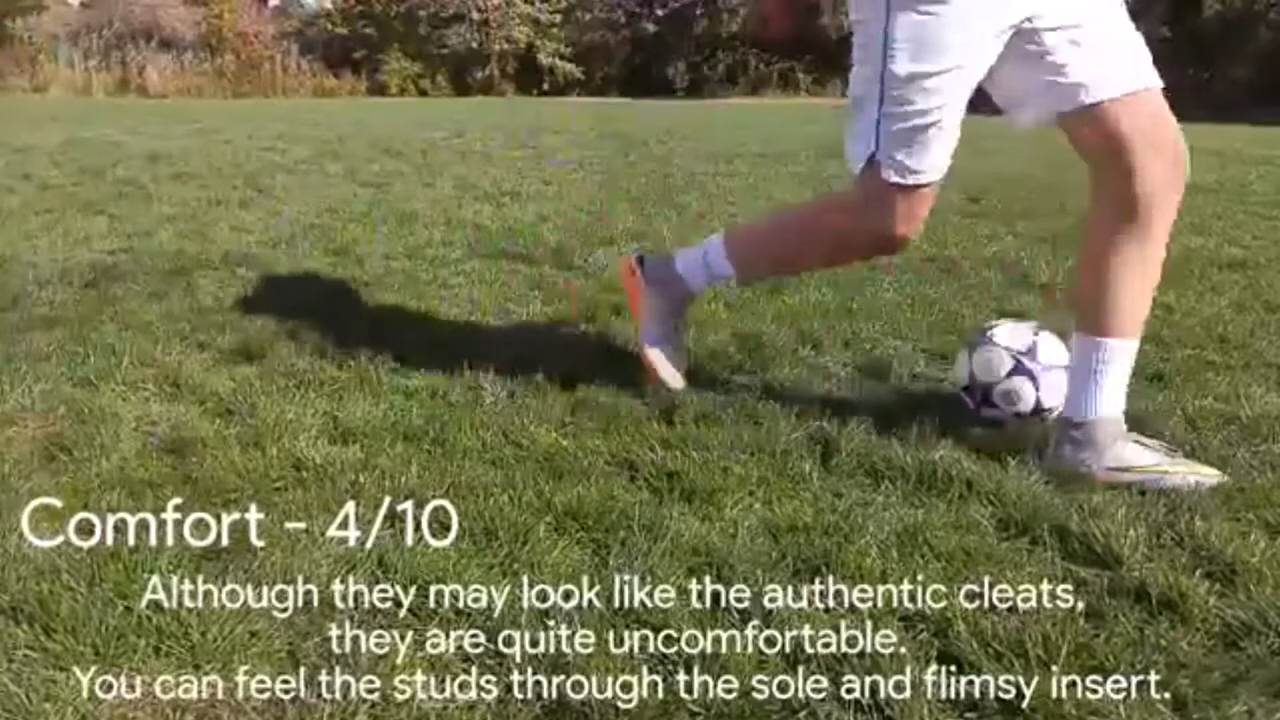 Comfort - 4/10
Although they may look like the authentic cleats,
they are quite uncomfortable.
You can feel the studs through the sole and flimsy insert.